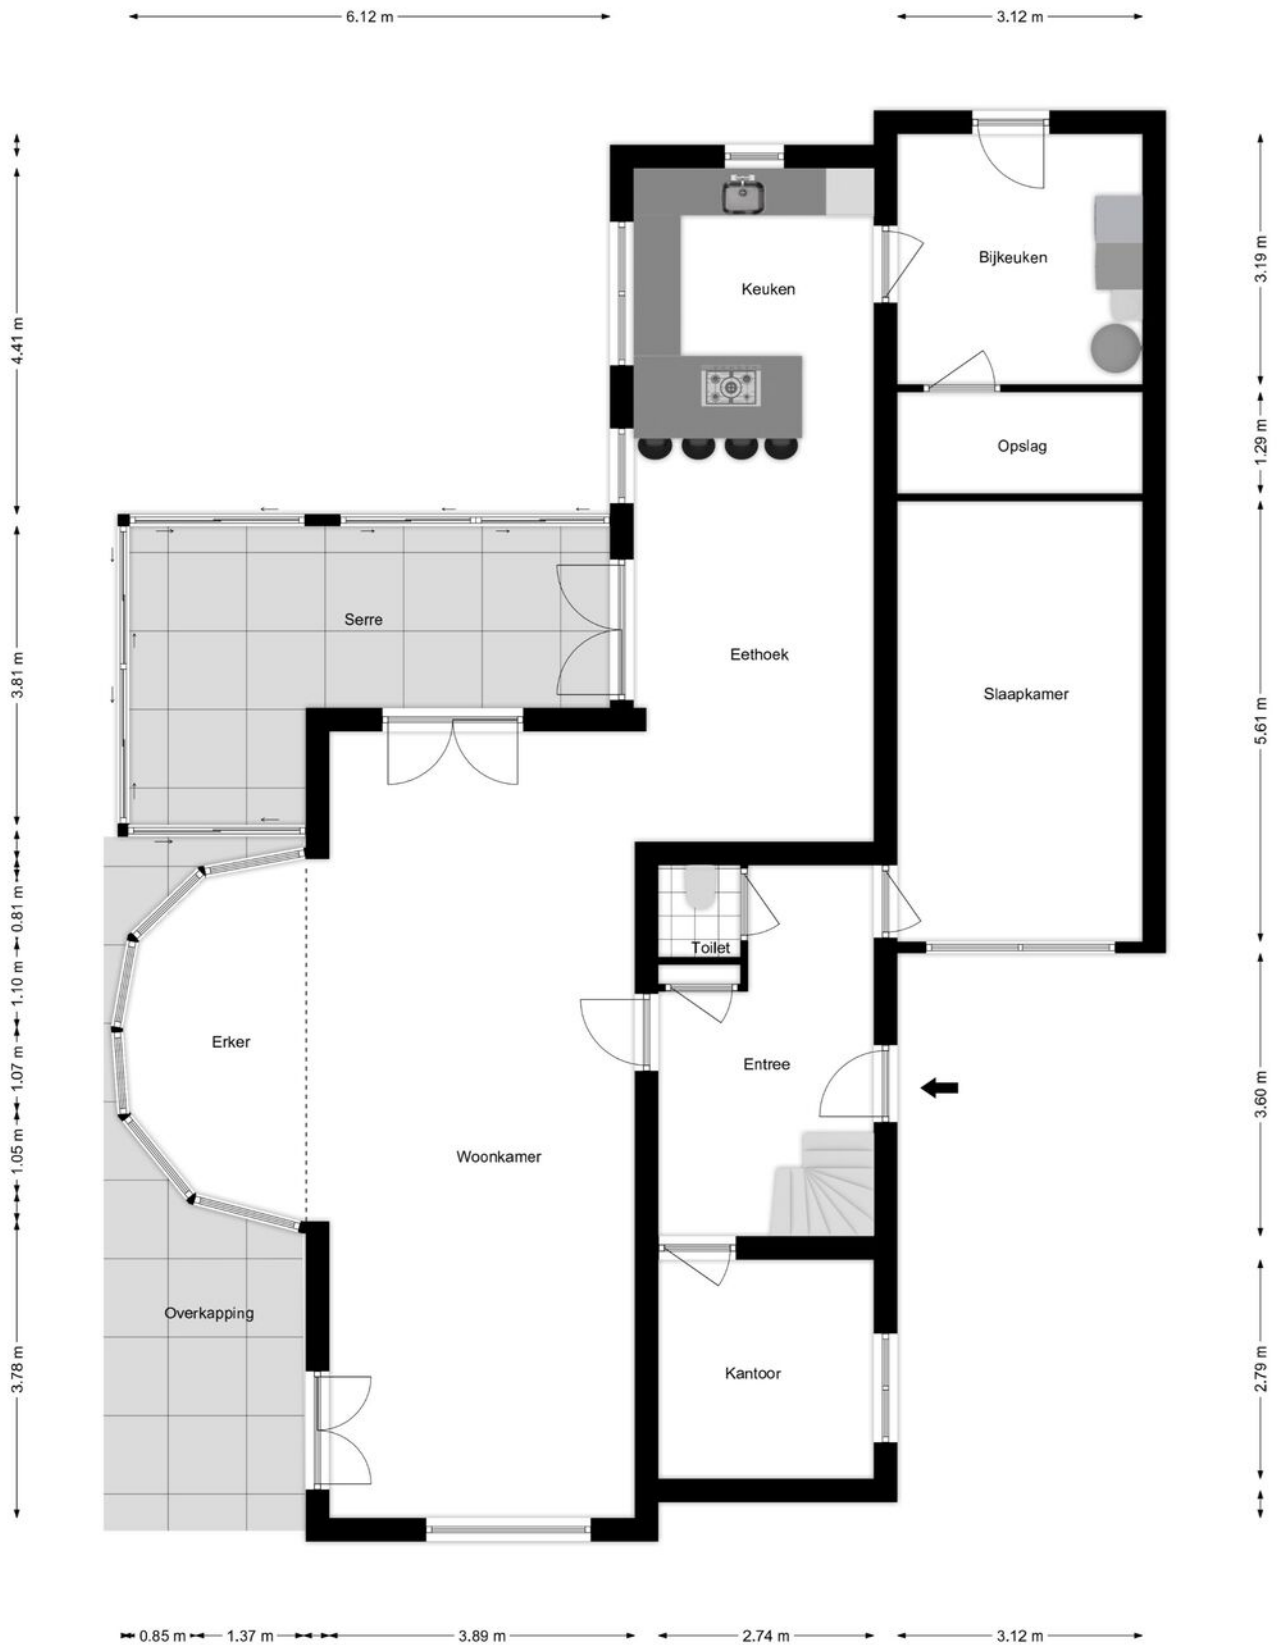 6.12 m
3.12 m
Keuken
Bijkeuken
3.19 m
4.41 m
Opslag
1.29 m
Serre
Eethoek
Slaapkamer
3.81 m
5.61 m
Toilet
0.81 m
1.10 m
Erker
Entree
1.07 m
3.60 m
1.05 m
Woonkamer
Overkapping
Kantoor
3.78 m
2.79 m
0.85 m
1.37 m
3.89 m
2.74 m
3.12 m